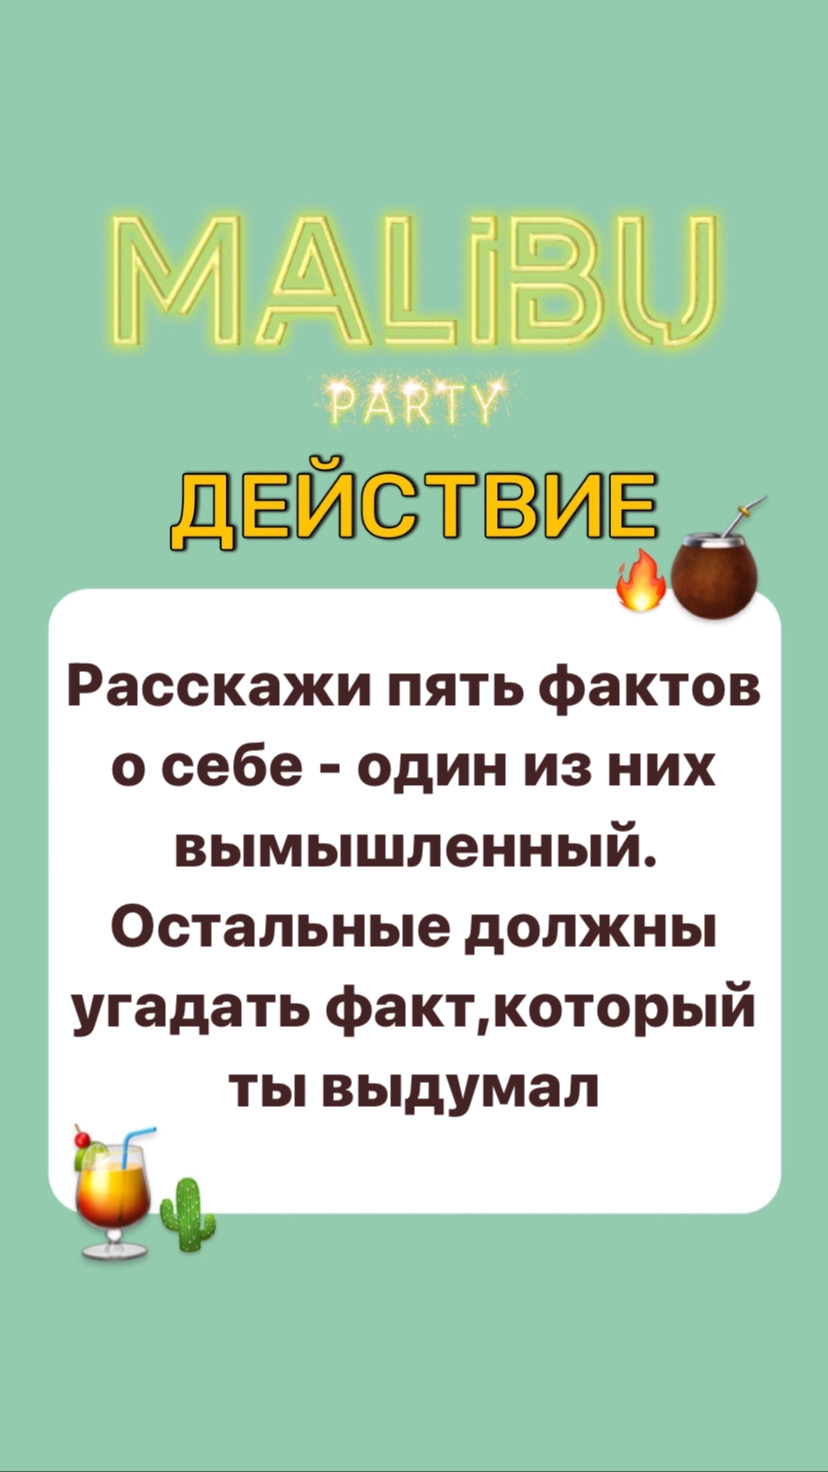 MALiBU
PARTY
ДЕЙСТВИЕ
Расскажи пять фактов
о себе - один из них
вымышленный.
Остальные должны
угадать факт,который
ты выдумал